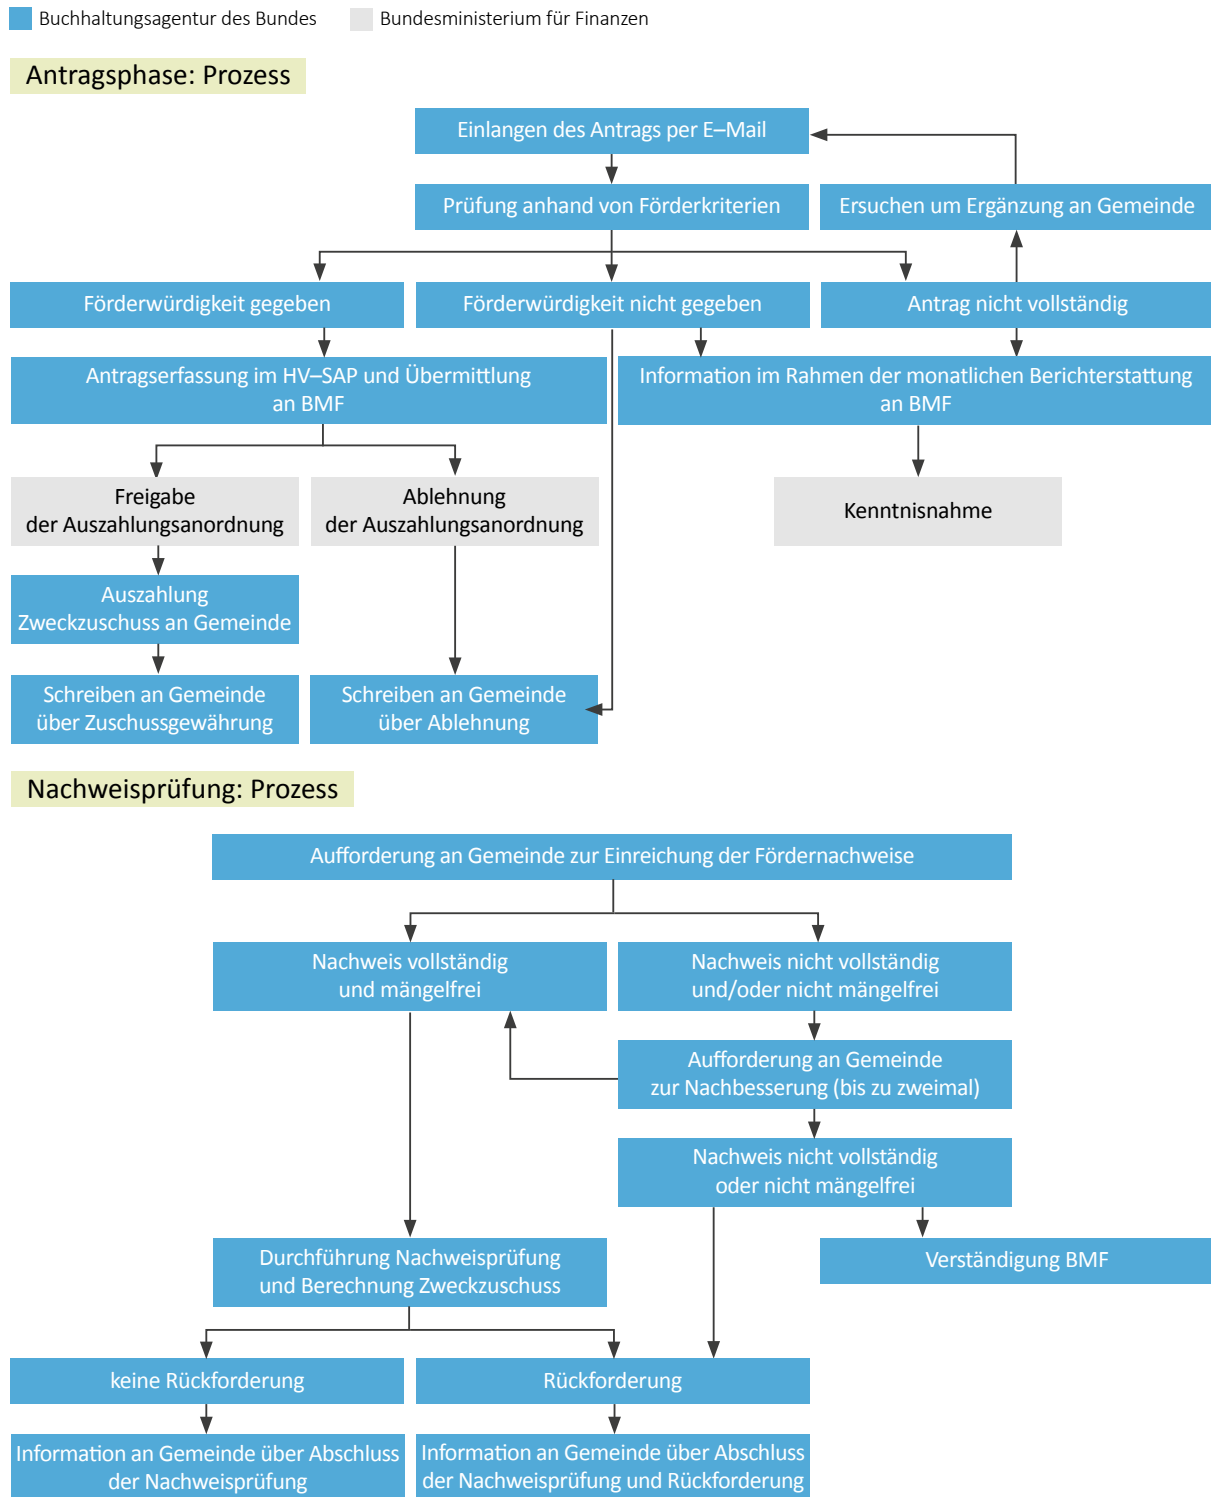 Buchhaltungsagentur des Bundes
Bundesministerium für Finanzen
Antragsphase: Prozess
Einlangen des Antrags per E–Mail
Prüfung anhand von Förderkriterien
Ersuchen um Ergänzung an Gemeinde
Förderwürdigkeit gegeben
Förderwürdigkeit nicht gegeben
Antrag nicht vollständig
Antragserfassung im HV–SAP und Übermittlung
an BMF
Information im Rahmen der monatlichen Berichterstattung
an BMF
Freigabe
der Auszahlungsanordnung
Ablehnung
der Auszahlungsanordnung
Kenntnisnahme
Auszahlung
Zweckzuschuss an Gemeinde
Schreiben an Gemeinde
über Zuschussgewährung
Schreiben an Gemeinde
über Ablehnung
Nachweisprüfung: Prozess
Aufforderung an Gemeinde zur Einreichung der Fördernachweise
Nachweis vollständig
und mängelfrei
Nachweis nicht vollständig
und/oder nicht mängelfrei
Aufforderung an Gemeinde
zur Nachbesserung (bis zu zweimal)
Nachweis nicht vollständig
oder nicht mängelfrei
Durchführung Nachweisprüfung
und Berechnung Zweckzuschuss
Verständigung BMF
keine Rückforderung
Rückforderung
Information an Gemeinde über Abschluss
der Nachweisprüfung
Information an Gemeinde über Abschluss
der Nachweisprüfung und Rückforderung